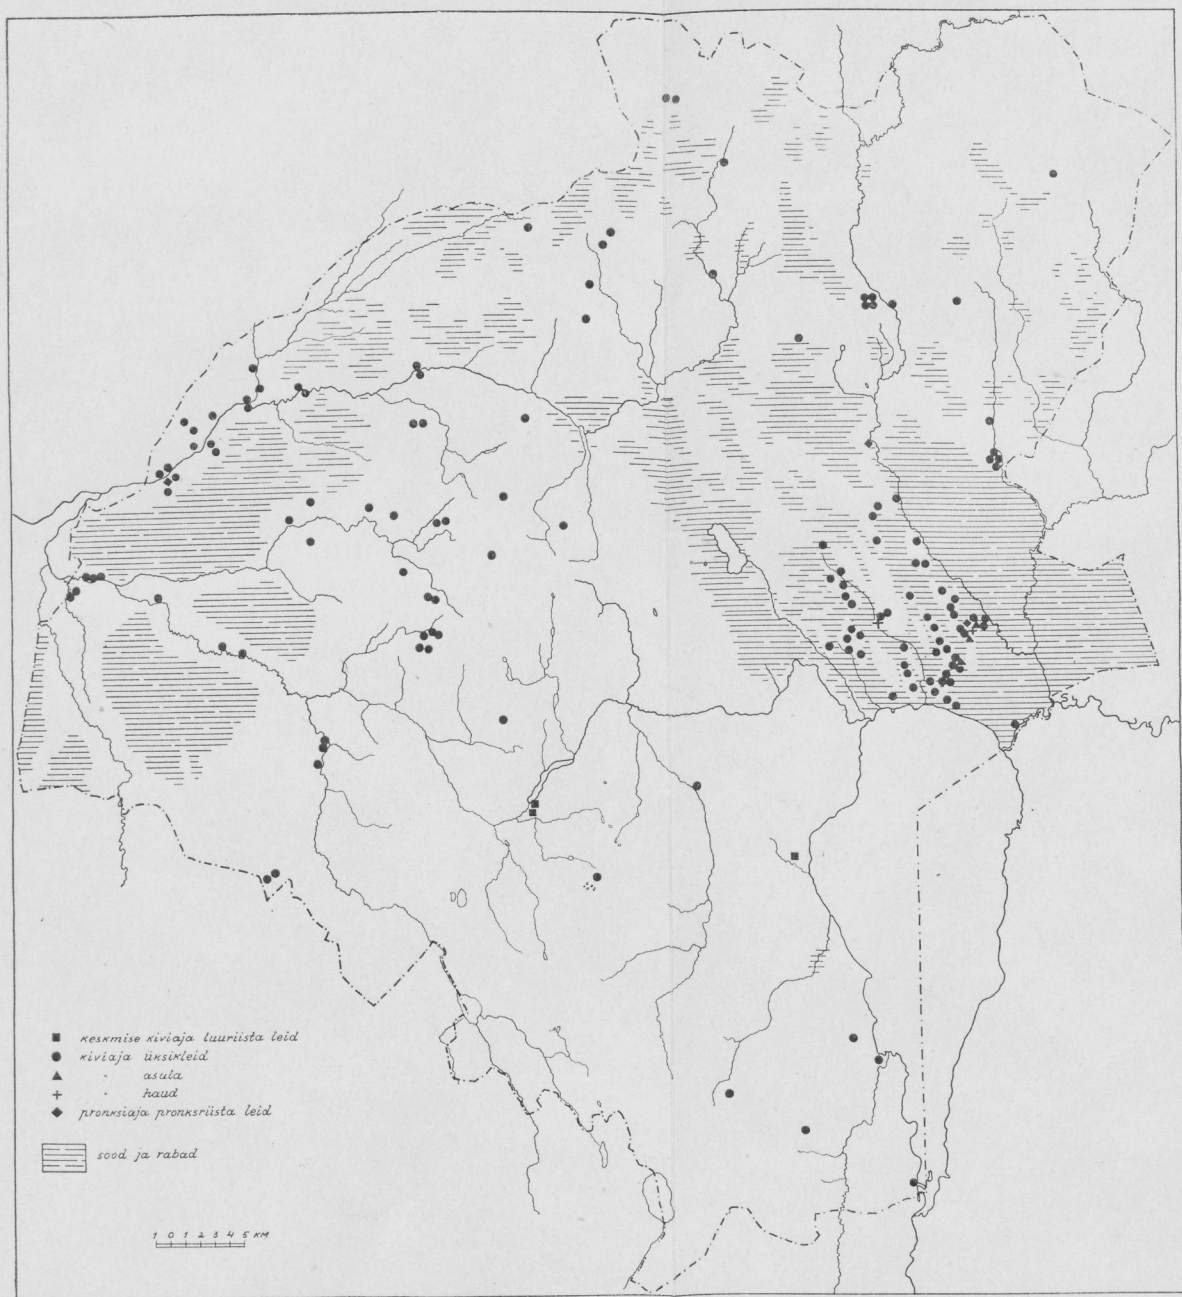 keskmise kiviaja luuriista leid
kiviaja üksikleid
" asula
" haud
pronksiaja pronksriista leid
sood ja rabad
1 0 1 2 3 4 5 KM